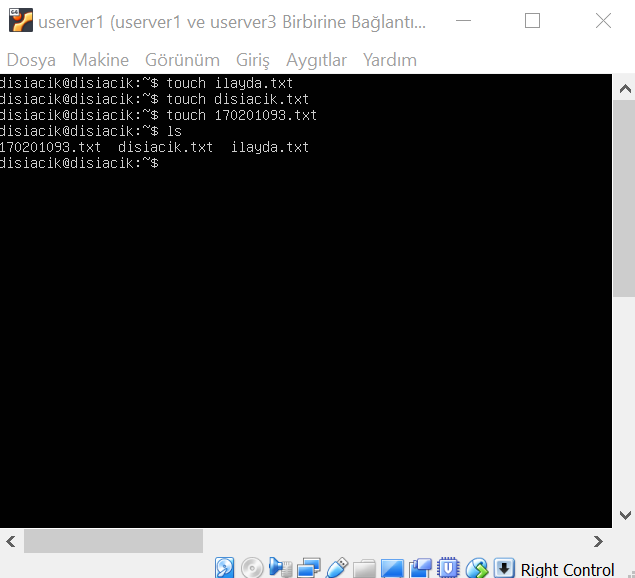 userver1 (userver1 ve userver3 Birbirine Bağlantı...
Dosya Makine Görünüm Giriş Aygıtlar Yardım
disiacik@disiacik:~$ touch ilayda.txt
disiacik@disiacik:~$ touch disiacik.txt
disiacik@disiacik:~$ touch 170201093.txt
disiacik@disiacik:~$ ls
170201093.txt disiacik.txt ilayda.txt
disiacik@disiacik:~$
Right Control